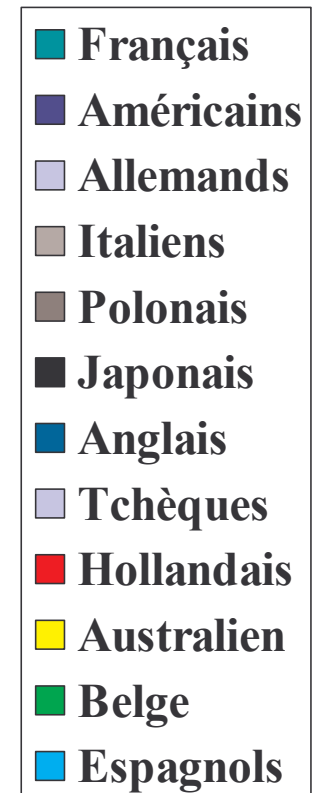 Français
Américains
Allemands
Italiens
Polonais
Japonais
Anglais
Tchèques
Hollandais
Australien
Belge
Espagnols